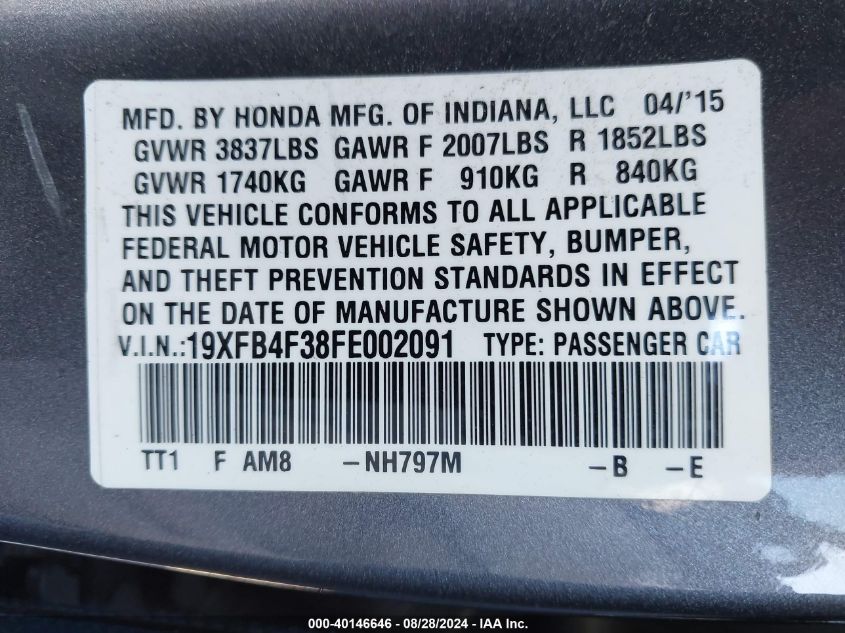 MFD. BY HONDA MFG. OF INDIANA, LLC 04/'15
GVWR 3837LBS GAWR F 2007LBS R 1852LBS
GVWR 1740KG GAWR F 910KG R 840KG
THIS VEHICLE CONFORMS TO ALL APPLICABLE
FEDERAL MOTOR VEHICLE SAFETY, BUMPER,
AND THEFT PREVENTION STANDARDS IN EFFECT
ON THE DATE OF MANUFACTURE SHOWN ABOVE.
V.I.N.:19XFB4F38FE002091 TYPE: PASSENGER CAR
TT1 F AM8 -NH797M -B -E
000-40146646 - 08/28/2024 - IAA Inc.